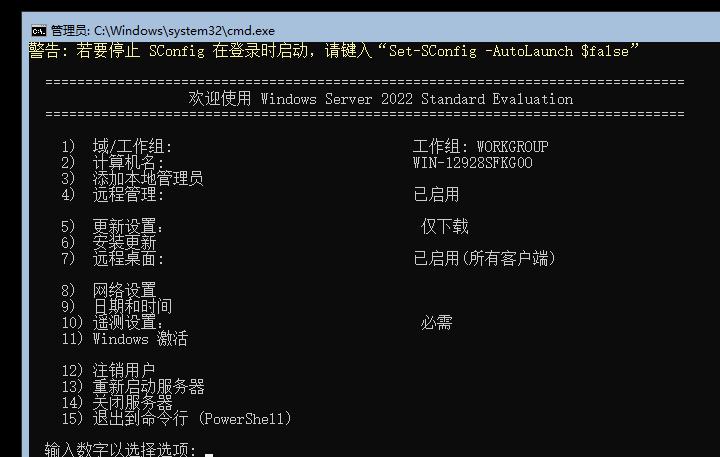 管理员: C:\Windows\system32\cmd.exe
警告: 若要停止 SConfig 在登录时启动，请键入“Set-SConfig -AutoLaunch $false”
================================================================================
欢迎使用 Windows Server 2022 Standard Evaluation
================================================================================
1) 域/工作组: 工作组: WORKGROUP
2) 计算机名: WIN-12928SFKG0O
3) 添加本地管理员
4) 远程管理: 已启用
5) 更新设置: 仅下载
6) 安装更新
7) 远程桌面: 已启用(所有客户端)
8) 网络设置
9) 日期和时间
10) 遥测设置: 必需
11) Windows 激活
12) 注销用户
13) 重新启动服务器
14) 关闭服务器
15) 退出到命令行 (PowerShell)
输入数字以选择选项: